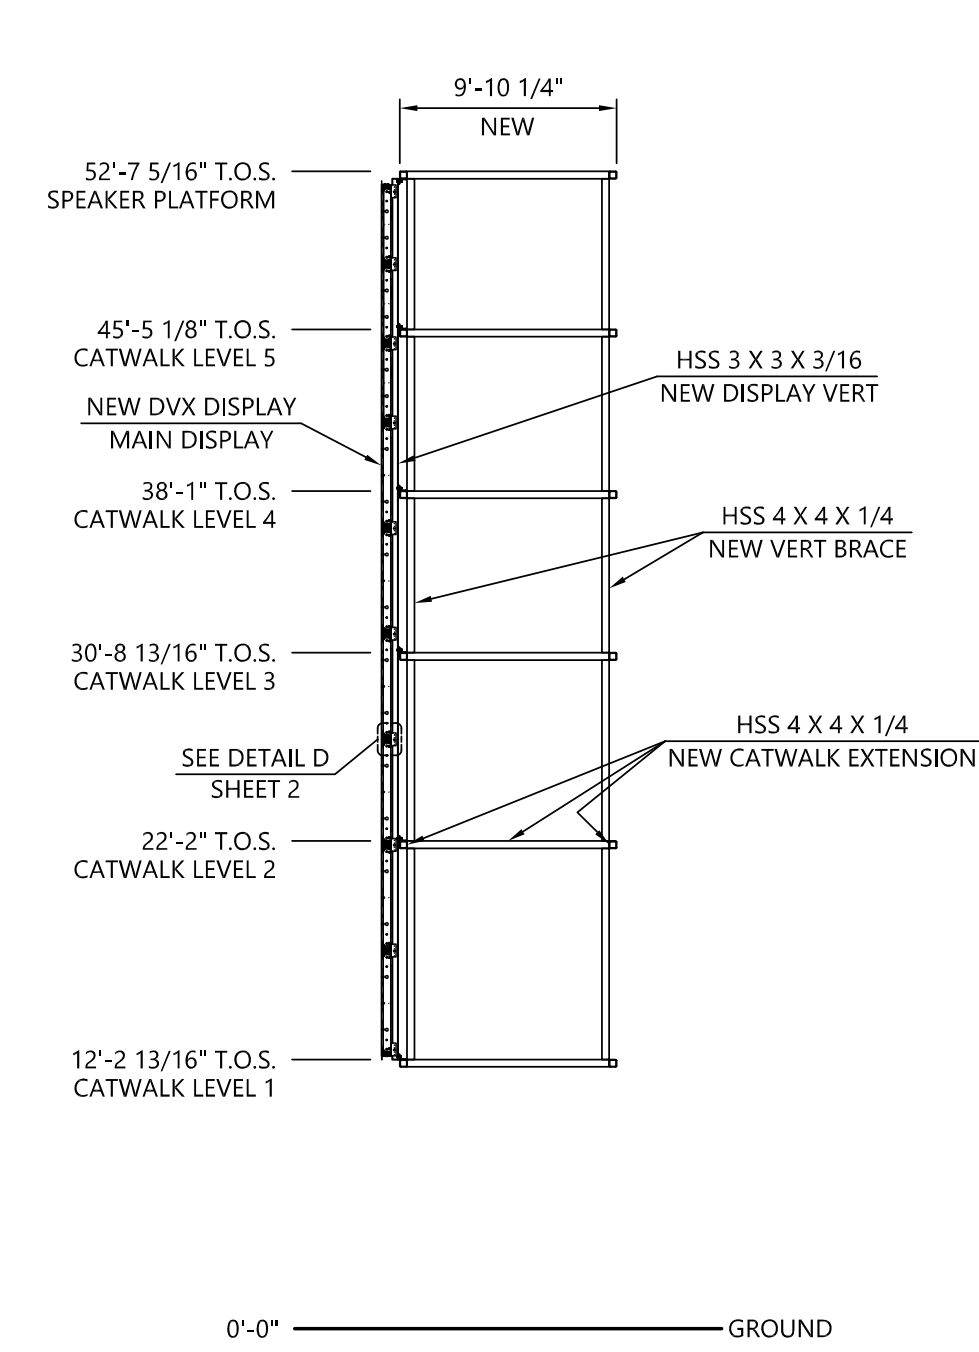 9'-10 1/4"
NEW
52'-7 5/16" T.O.S.
SPEAKER PLATFORM
45'-5 1/8" T.O.S.
CATWALK LEVEL 5
HSS 3 X 3 X 3/16
NEW DISPLAY VERT
NEW DVX DISPLAY
MAIN DISPLAY
38'-1" T.O.S.
CATWALK LEVEL 4
HSS 4 X 4 X 1/4
NEW VERT BRACE
30'-8 13/16" T.O.S.
CATWALK LEVEL 3
HSS 4 X 4 X 1/4
NEW CATWALK EXTENSION
SEE DETAIL D
SHEET 2
22'-2" T.O.S.
CATWALK LEVEL 2
12'-2 13/16" T.O.S.
CATWALK LEVEL 1
0'-0" GROUND